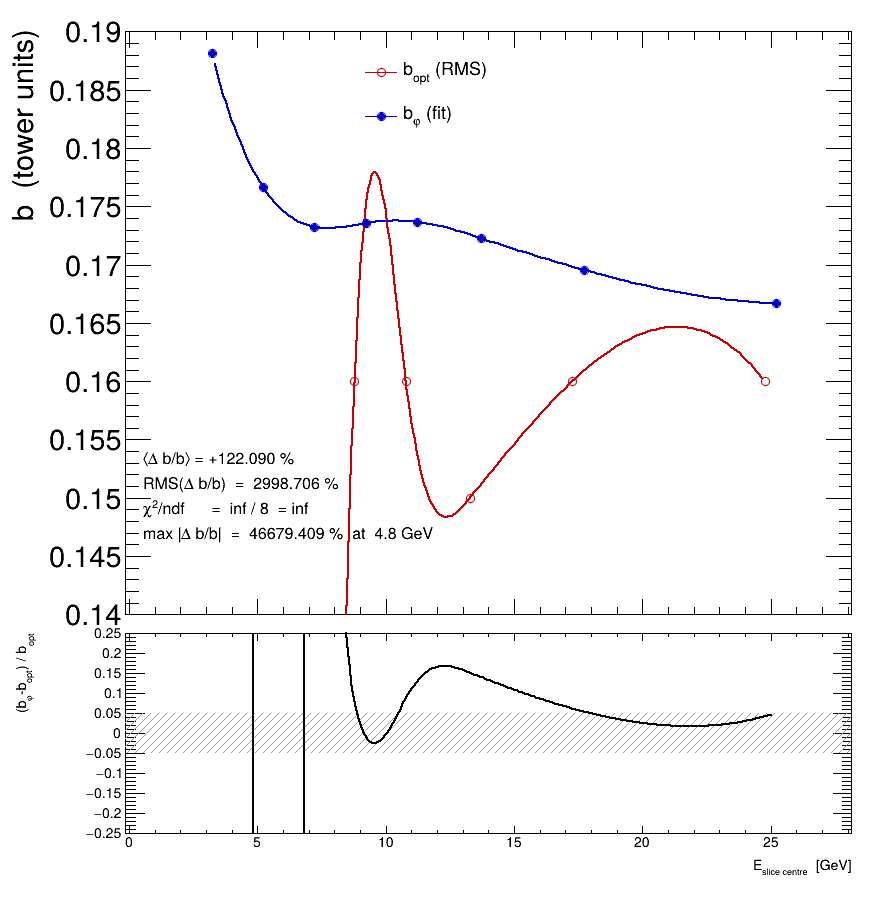 b (tower units)
0.19
0.185
0.18
0.175
0.17
0.165
0.16
0.155
0.15
0.145
0.14
b_opt (RMS)
b_φ (fit)
⟨Δ b/b⟩ = +122.090 %
RMS(Δ b/b) = 2998.706 %
χ²/ndf = inf / 8 = inf
max |Δ b/b| = 46679.409 % at 4.8 GeV
(b_φ-b_opt) / b_opt
0.25
0.2
0.15
0.1
0.05
0
−0.05
−0.1
−0.15
−0.2
−0.25
0 5 10 15 20 25
E_slice centre [GeV]